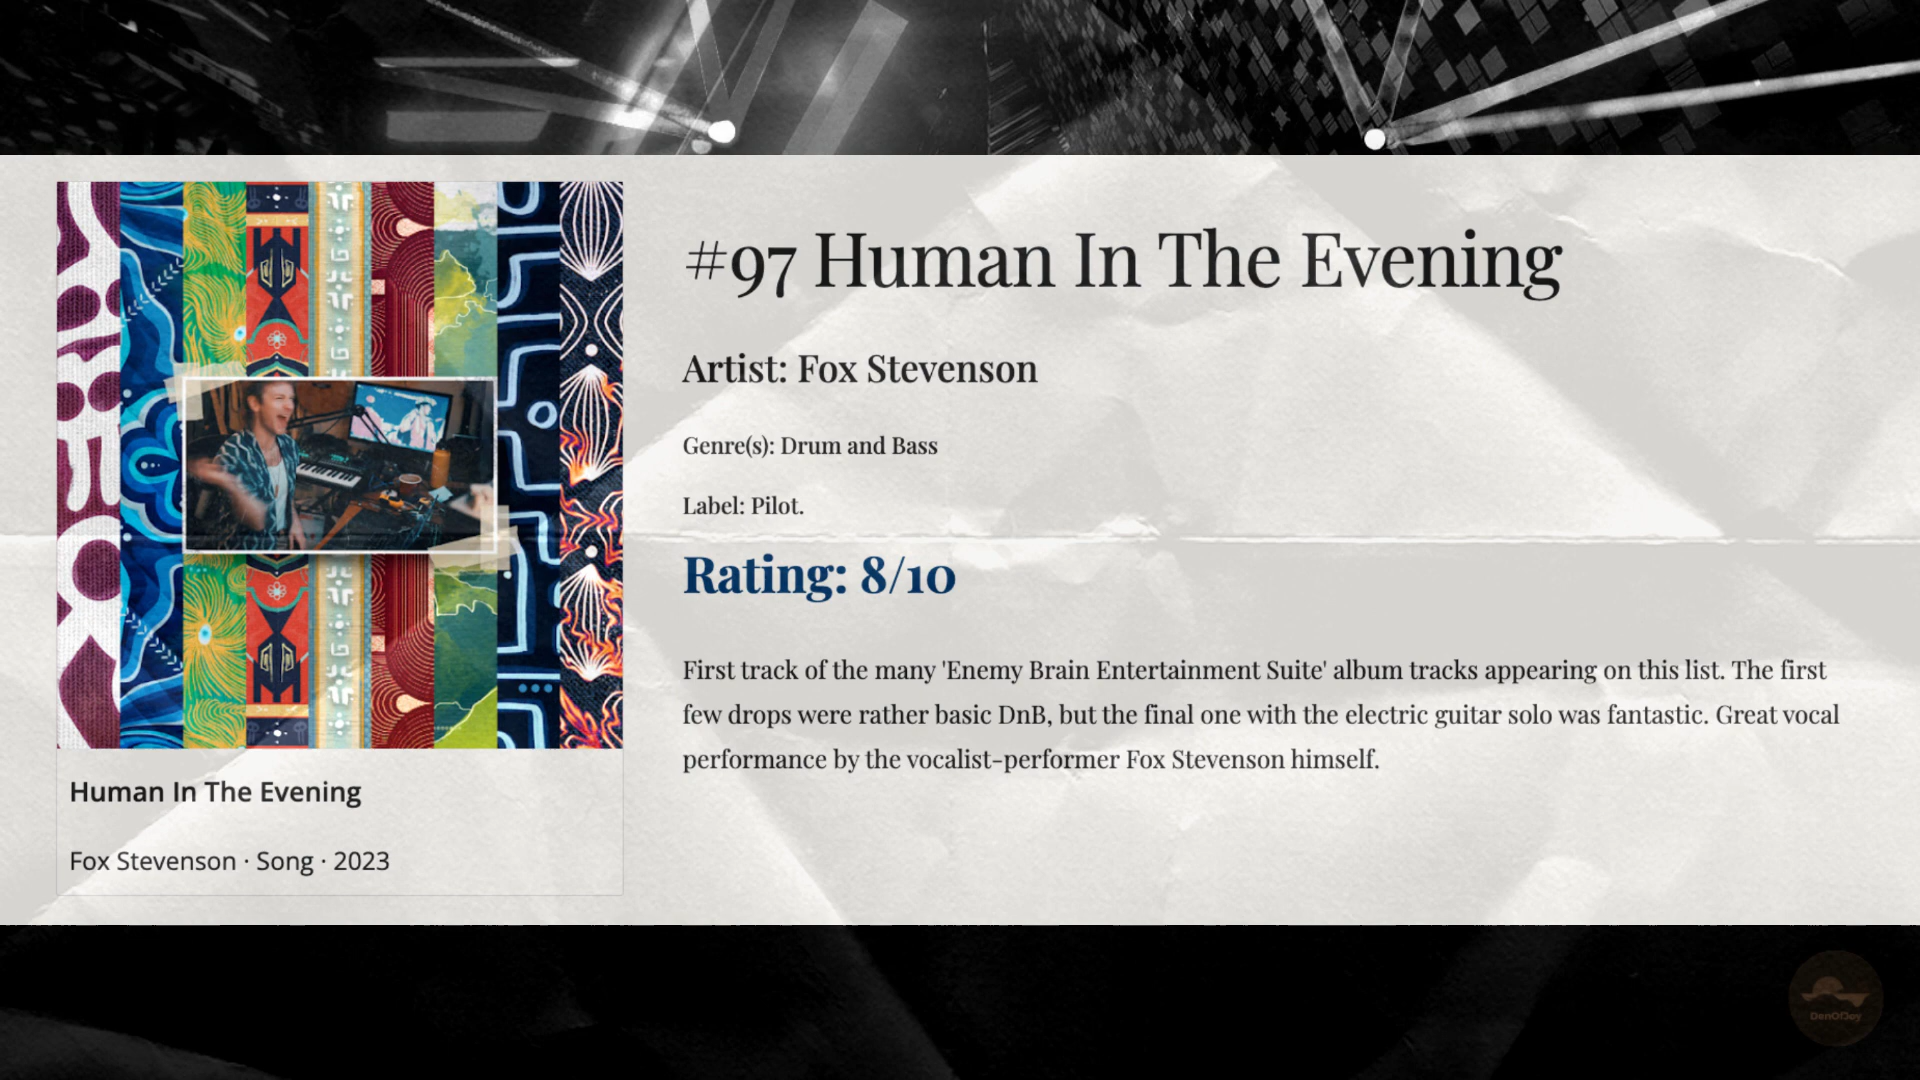 #97 Human In The Evening
Artist: Fox Stevenson
Genre(s): Drum and Bass
Label: Pilot.
Rating: 8/10
First track of the many 'Enemy Brain Entertainment Suite' album tracks appearing on this list. The first
few drops were rather basic DnB, but the final one with the electric guitar solo was fantastic. Great vocal
performance by the vocalist-performer Fox Stevenson himself.
Human In The Evening
Fox Stevenson · Song · 2023
DenOfJoy